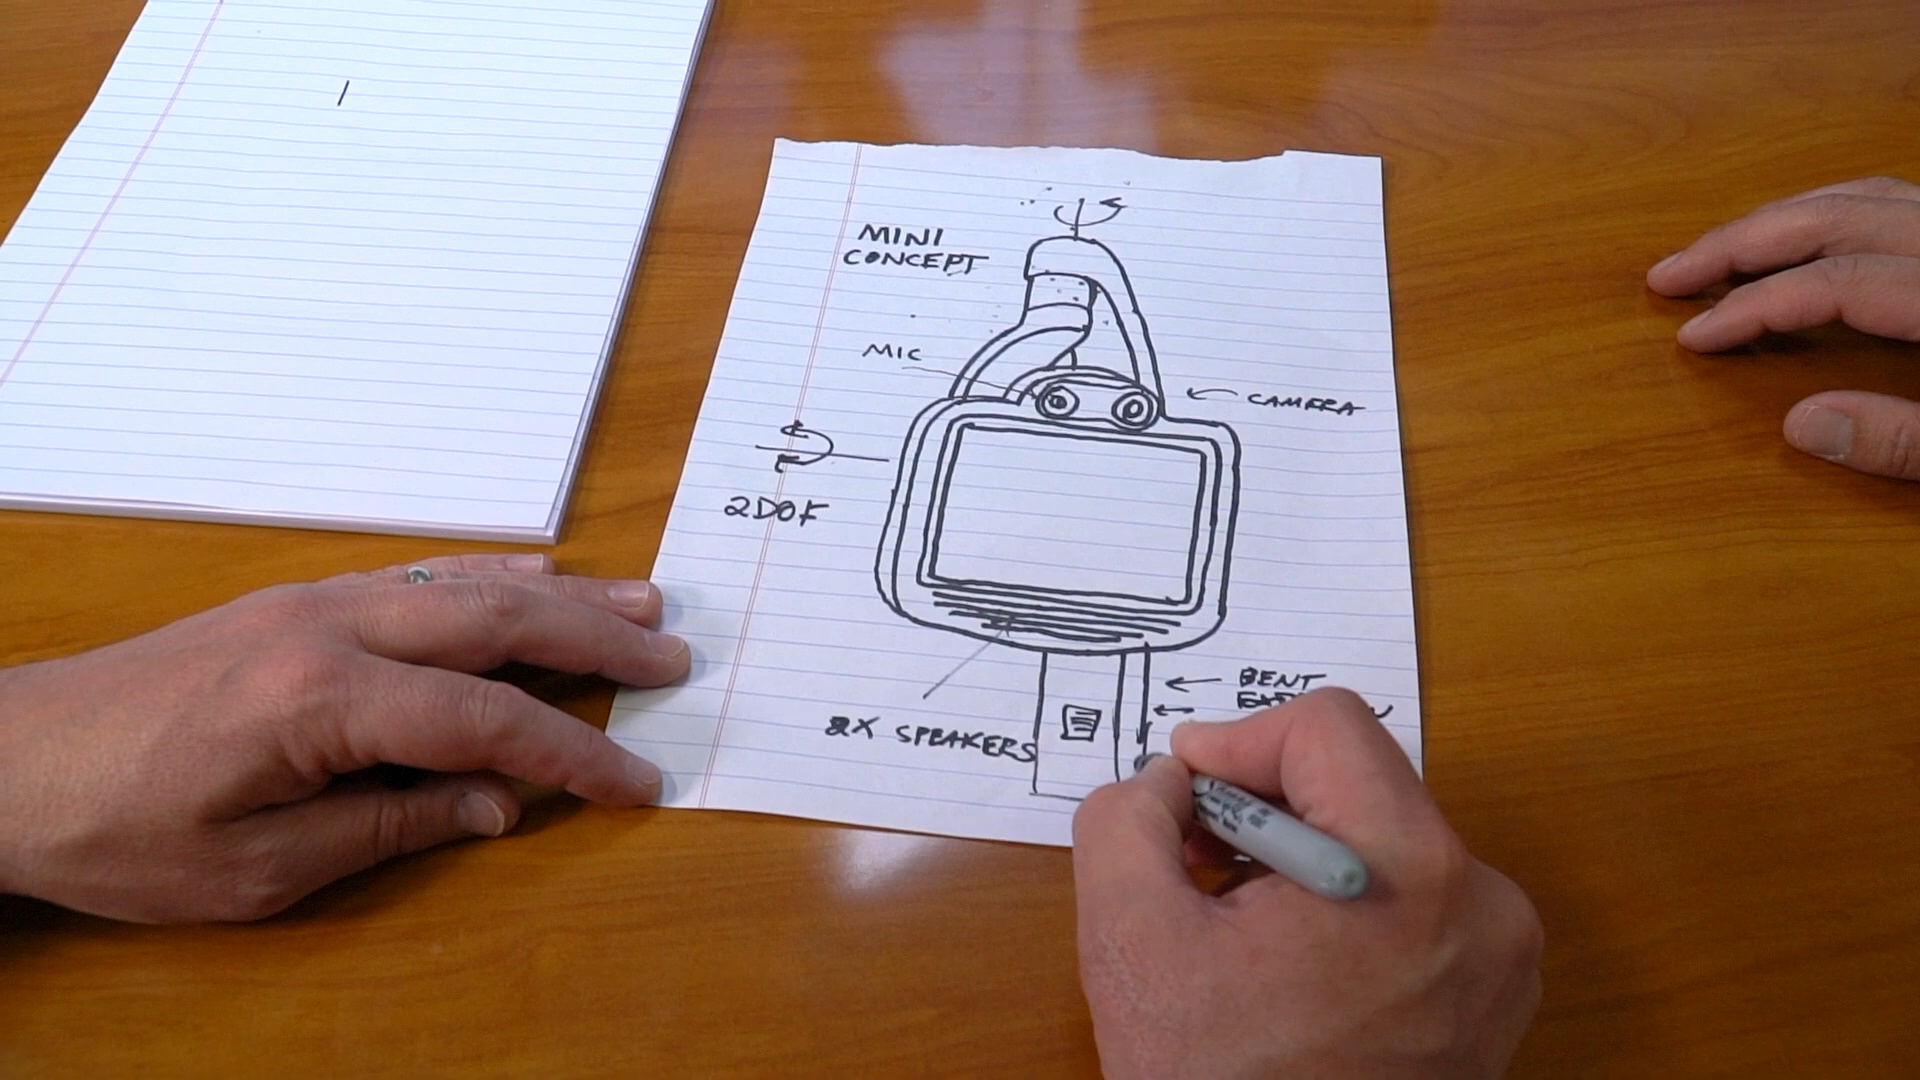 MINI
CONCEPT
MIC
CAMERA
2DOF
BENT
2X SPEAKERS